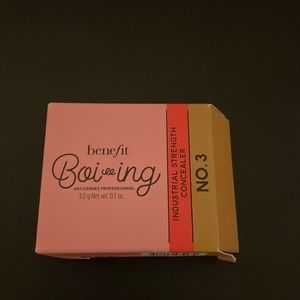 benefit
Boi-ing
ANTICERNES PROFESSIONNEL
3.0 g Net wt. 0.1 oz.
INDUSTRIAL STRENGTH
CONCEALER
NO. 3